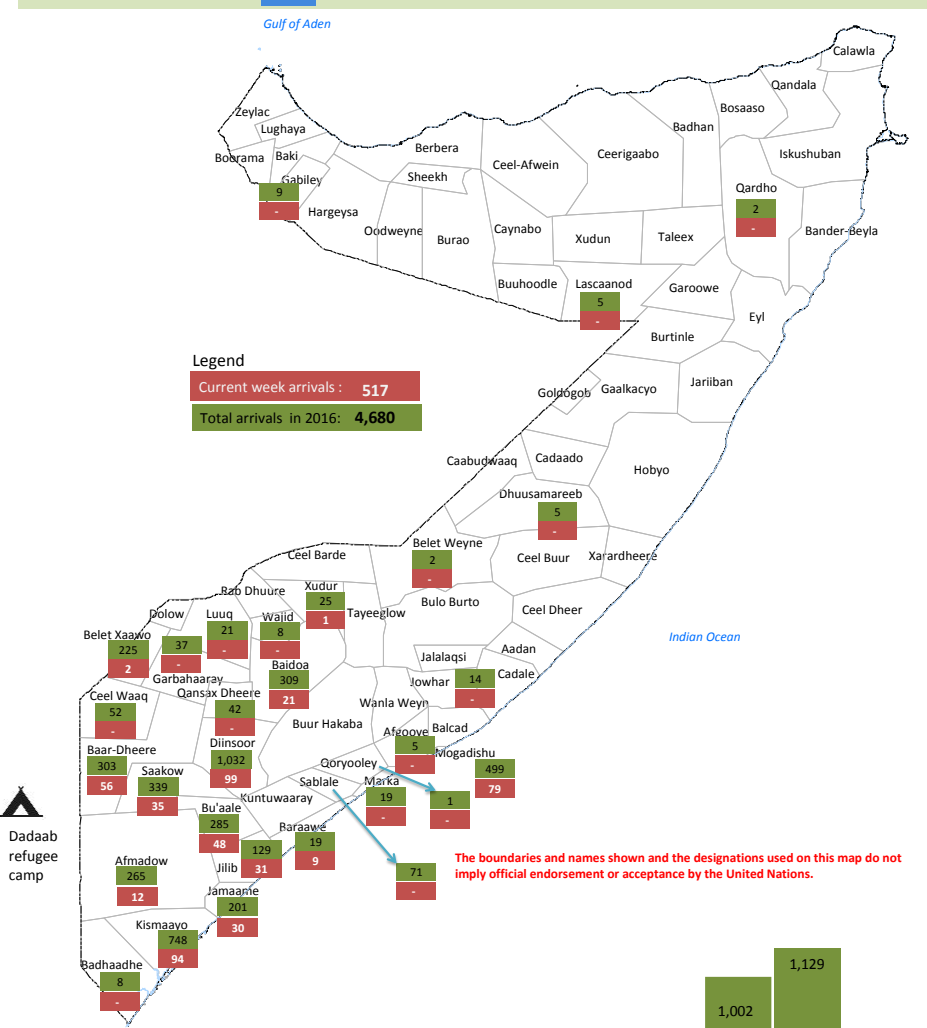 Gulf of Aden
Calawla
Qandala
Bosaaso
Zeylac
Lughaya
Badhan
Berbera
Ceerigaabo
Iskushuban
Boorama
Baki
Ceel-Afwein
Sheekh
Gabiley
Qardho
9
-
2
-
Hargeysa
Oodweyne
Burao
Caynabo
Xudun
Taleex
Bander-Beyla
Buuhoodle
Lascaanod
Garoowe
5
-
Eyl
Burtinle
Legend
Current week arrivals : 517
Total arrivals in 2016: 4,680
Goldogob
Gaalkacyo
Jariiban
Caabudwaaq
Cadaado
Hobyo
Dhuusamareeb
5
-
Belet Weyne
2
-
Ceel Barde
Ceel Buur
Xarardheere
Rab Dhuure
Xudur
25
1
Tayeeglow
Bulo Burto
Ceel Dheer
Dolow
Luuq
21
-
Wajid
8
-
Belet Xaawo
225
2
37
-
Garbahaaray
Indian Ocean
Jalalaqsi
Aadan
Baidoa
309
21
Jowhar
14
-
Cadale
Ceel Waaq
52
-
Qansax Dheere
42
-
Wanla Weyn
Buur Hakaba
Afgooye
5
-
Balcad
Baar-Dheere
303
56
Diinsoor
1,032
99
Mogadishu
499
79
Qoryooley
1
-
Saakow
339
35
Sablale
71
-
Marka
19
-
Kuntuwaaray
Bu'aale
285
48
Baraawe
19
9
Dadaab
refugee
camp
129
31
Jilib
The boundaries and names shown and the designations used on this map do not
imply official endorsement or acceptance by the United Nations.
Afmadow
265
12
Jamaame
201
30
Kismaayo
748
94
Badhaadhe
8
-
1,129
1,002